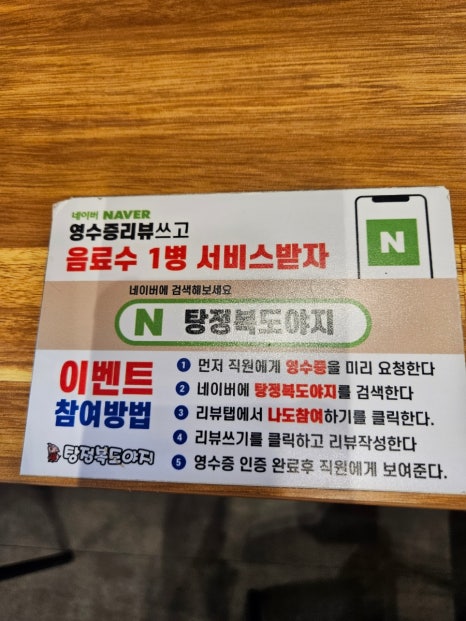 네이버 NAVER
영수증리뷰쓰고
음료수 1병 서비스받자
N
네이버에 검색해보세요
N 탕정복도야지
이벤트
참여방법
1 먼저 직원에게 영수증을 미리 요청한다
2 네이버에 탕정복도야지를 검색한다
3 리뷰탭에서 나도참여하기를 클릭한다.
4 리뷰쓰기를 클릭하고 리뷰작성한다
5 영수증 인증 완료후 직원에게 보여준다.
탕정복도야지